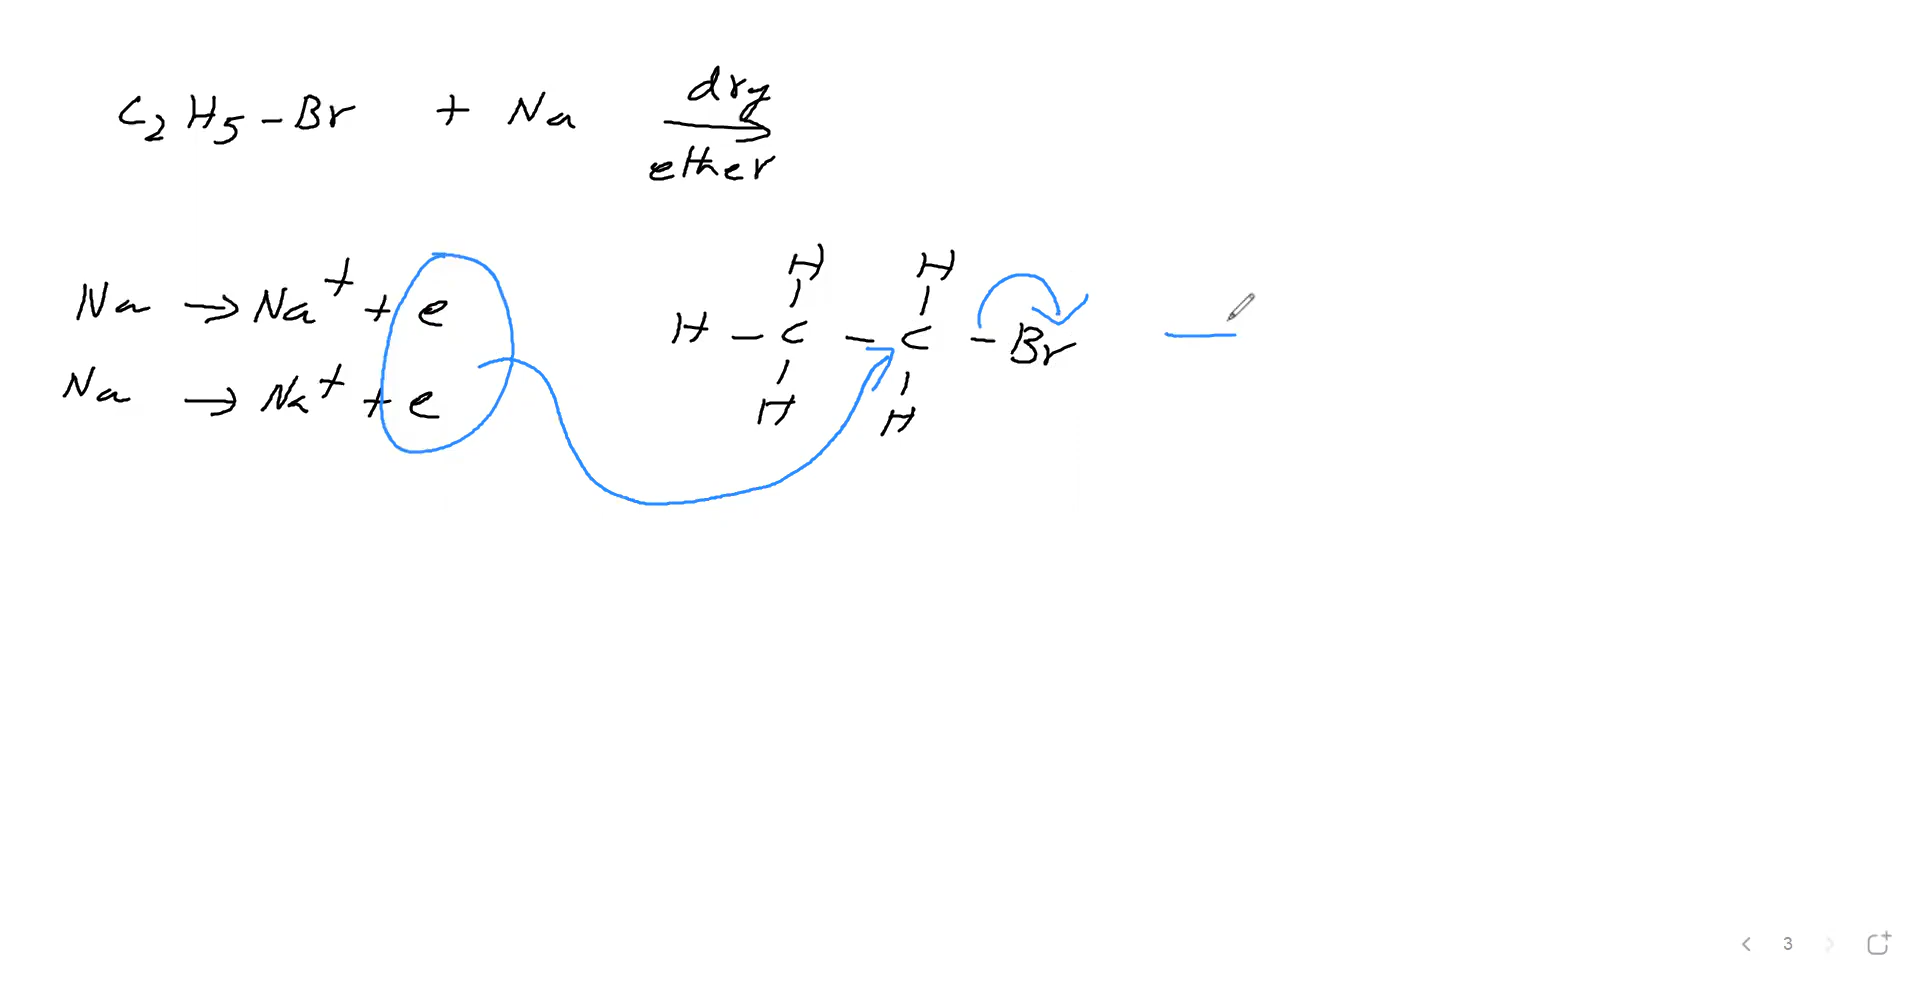 C2H5-Br + Na dry
ether
Na → Na+ + e
Na → Na+ + e
H H
H - C - C - Br
H H
3